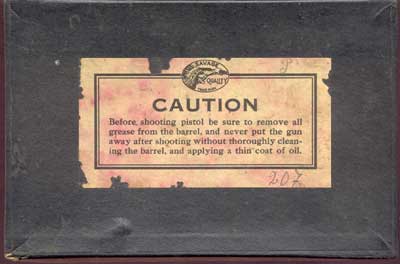 SAVAGE
QUALITY
CAUTION
Before, shooting pistol be sure to remove all
grease from the barrel, and never put the gun
away after shooting without thoroughly clean-
ing the barrel, and applying a thin coat of oil.
207